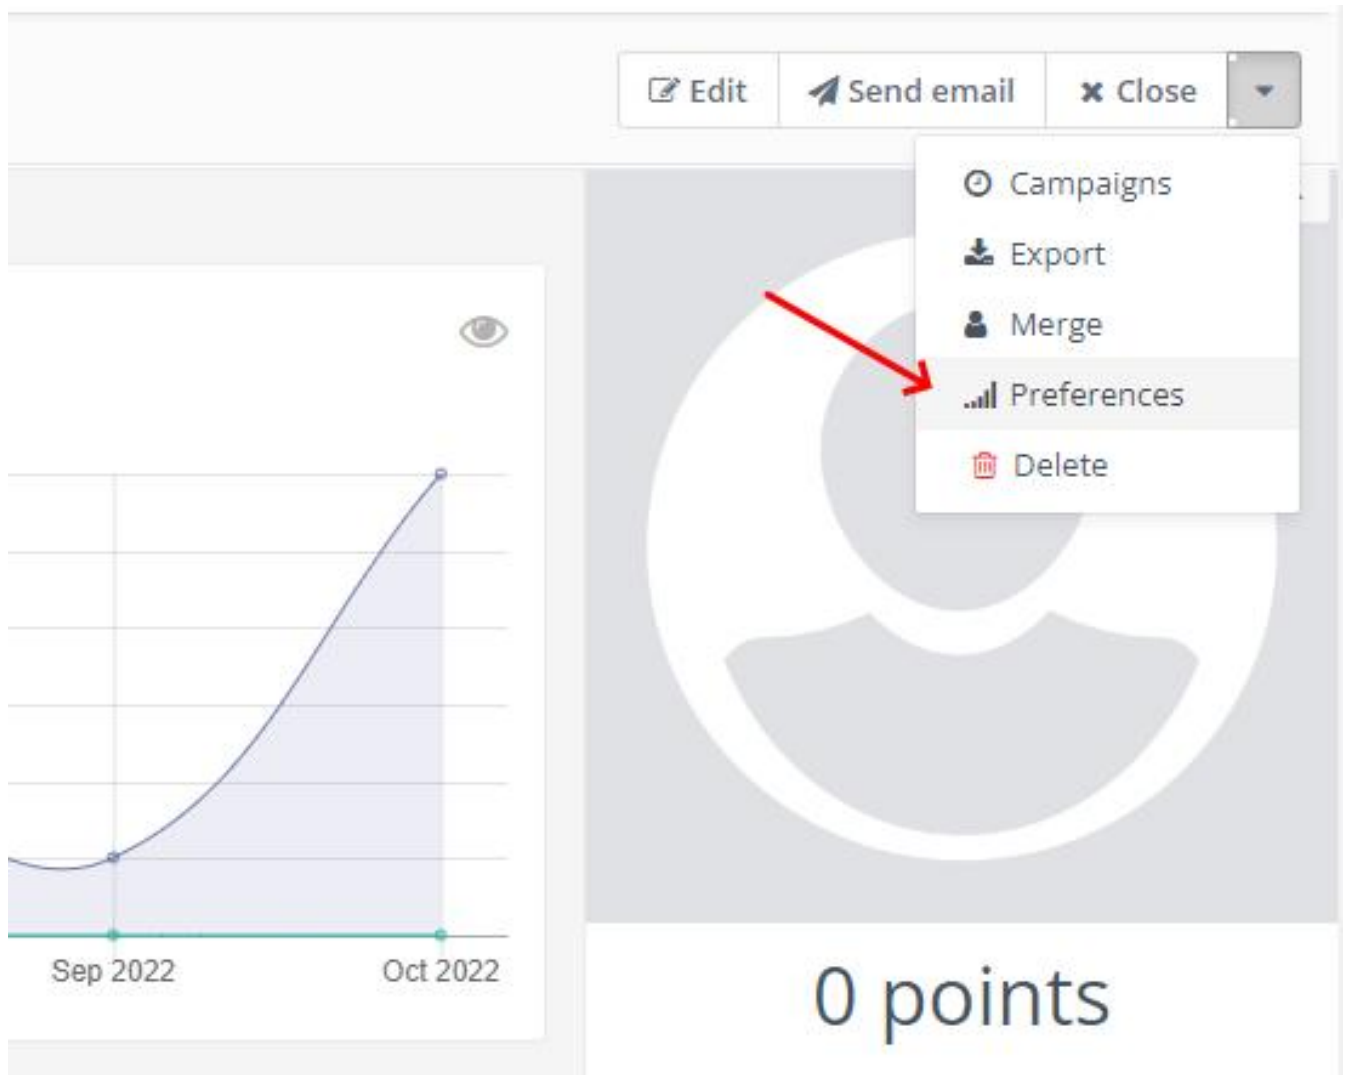 Edit Send email Close
Campaigns
Export
Merge
Preferences
Delete
Sep 2022 Oct 2022
0 points